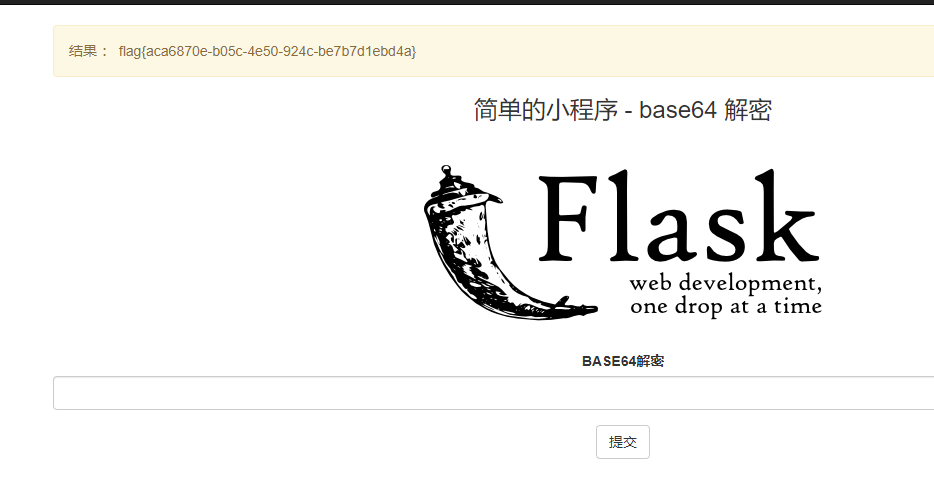 结果 ： flag{aca6870e-b05c-4e50-924c-be7b7d1ebd4a}
简单的小程序 - base64 解密
Flask
web development,
one drop at a time
BASE64解密
提交